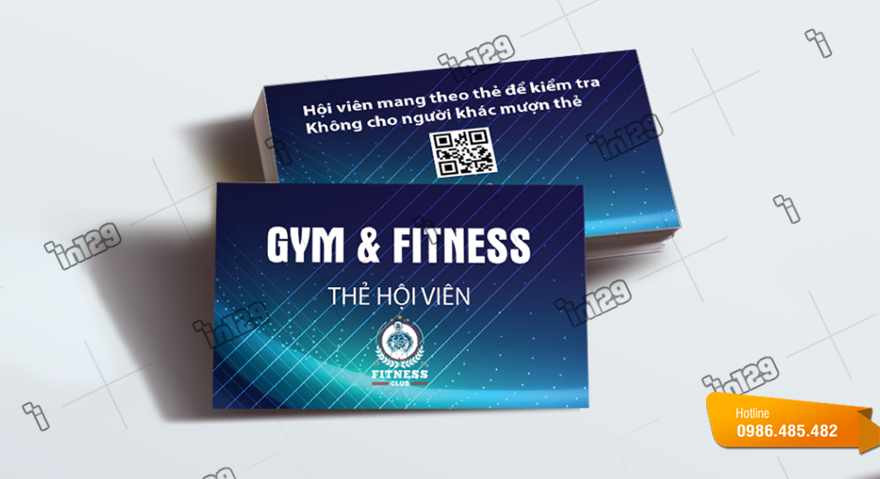 in129
Hội viên mang theo thẻ để kiểm tra
Không cho người khác mượn thẻ
in129
in129
GYM & FITNESS
THẺ HỘI VIÊN
in129
in129
FITNESS
CLUB
in129
Hotline
0986.485.482